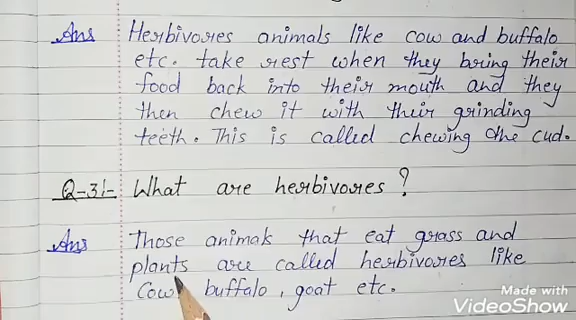 Ans Herbivores animals like cow and buffalo
etc. take rest when they bring their
food back into their mouth and they
then chew it with their grinding
teeth. This is called chewing the cud.
Q-3:- What are herbivores?
Ans Those animals that eat grass and
plants are called herbivores like
Cow buffalo, goat etc.
Made with
VideoShow